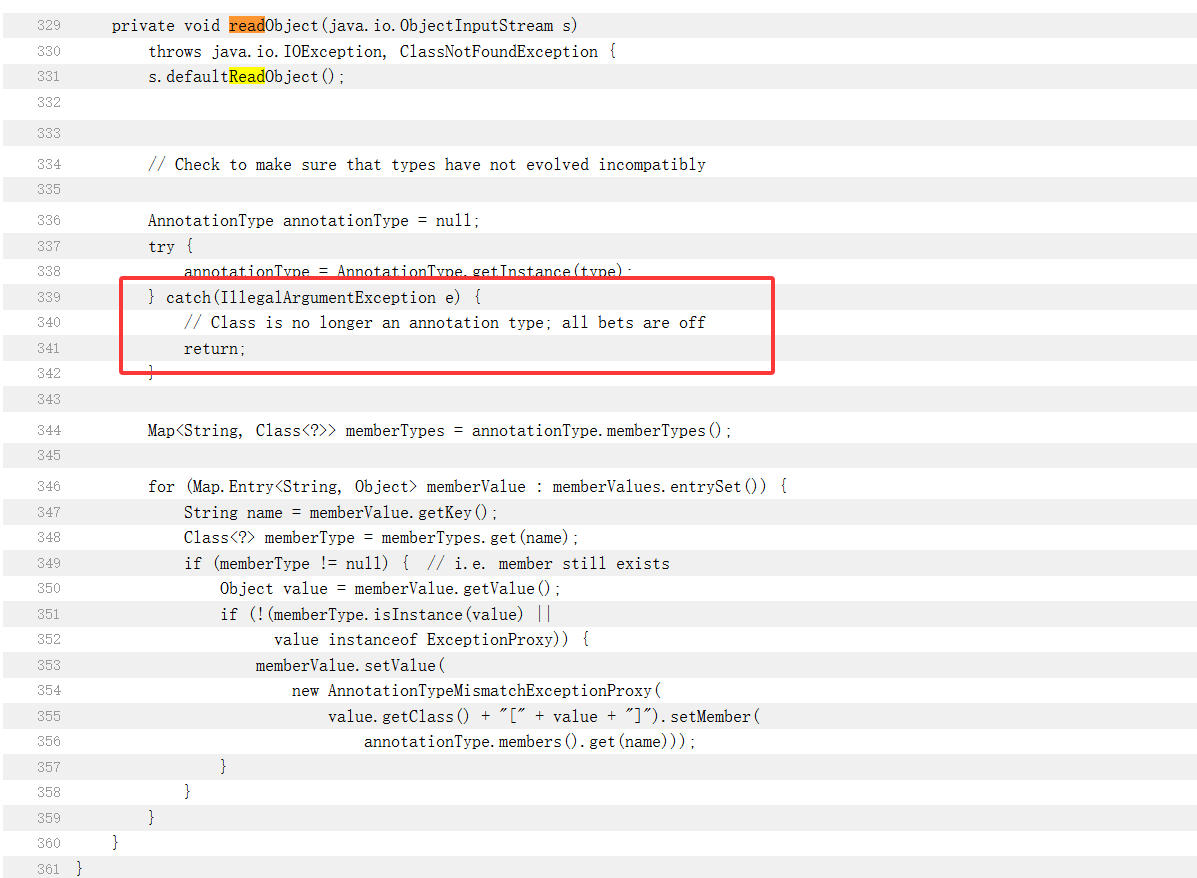 329 private void readObject(java.io.ObjectInputStream s)
330 throws java.io.IOException, ClassNotFoundException {
331 s.defaultReadObject();
332
333
334 // Check to make sure that types have not evolved incompatibly
335
336 AnnotationType annotationType = null;
337 try {
338 annotationType = AnnotationType.getInstance(type);
339 } catch(IllegalArgumentException e) {
340 // Class is no longer an annotation type; all bets are off
341 return;
342 }
343
344 Map<String, Class<?>> memberTypes = annotationType.memberTypes();
345
346 for (Map.Entry<String, Object> memberValue : memberValues.entrySet()) {
347 String name = memberValue.getKey();
348 Class<?> memberType = memberTypes.get(name);
349 if (memberType != null) { // i.e. member still exists
350 Object value = memberValue.getValue();
351 if (!(memberType.isInstance(value) ||
352 value instanceof ExceptionProxy)) {
353 memberValue.setValue(
354 new AnnotationTypeMismatchExceptionProxy(
355 value.getClass() + "[" + value + "]").setMember(
356 annotationType.members().get(name)));
357 }
358 }
359 }
360 }
361 }